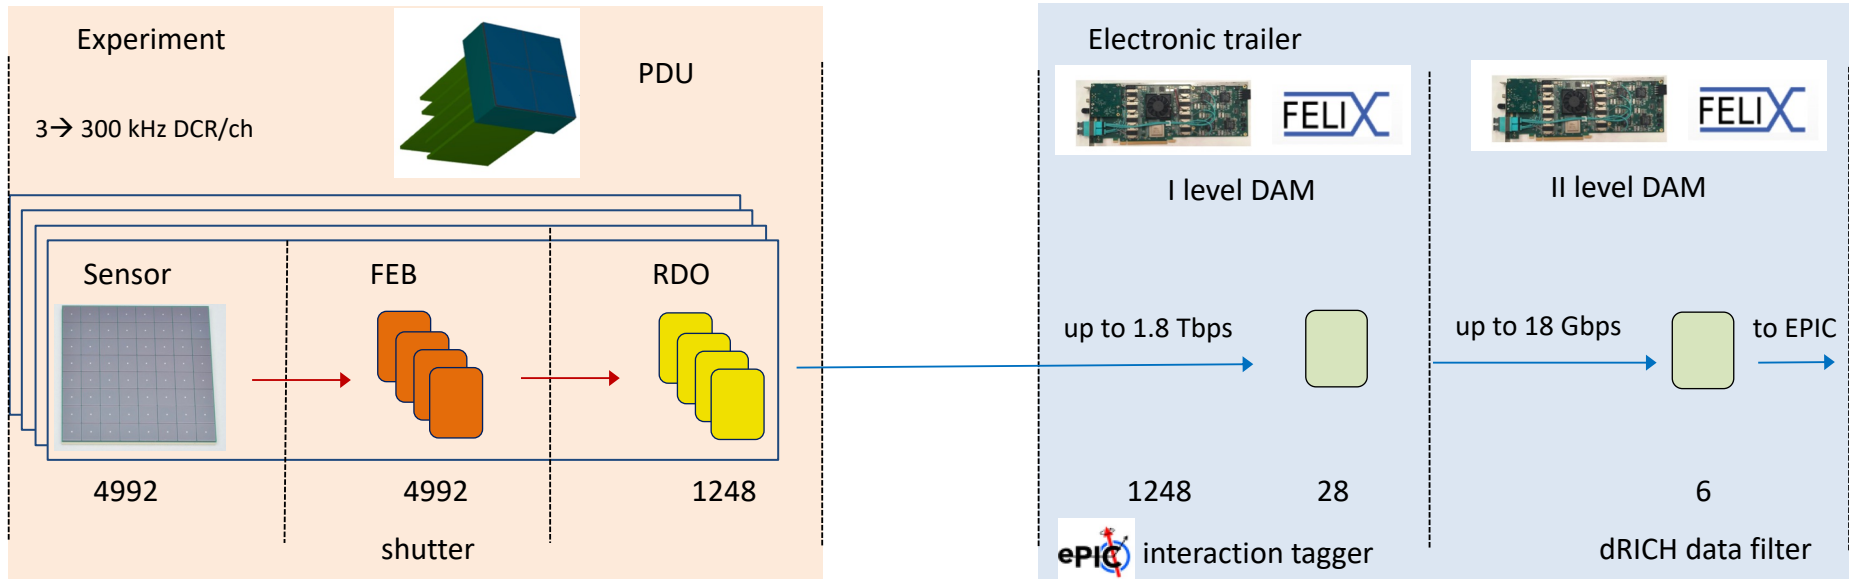 Experiment
PDU
3→ 300 kHz DCR/ch
Sensor
FEB
RDO
4992
4992
1248
shutter
Electronic trailer
FELIX
FELIX
I level DAM
II level DAM
up to 1.8 Tbps
up to 18 Gbps
to EPIC
1248
28
6
ePIC interaction tagger
dRICH data filter